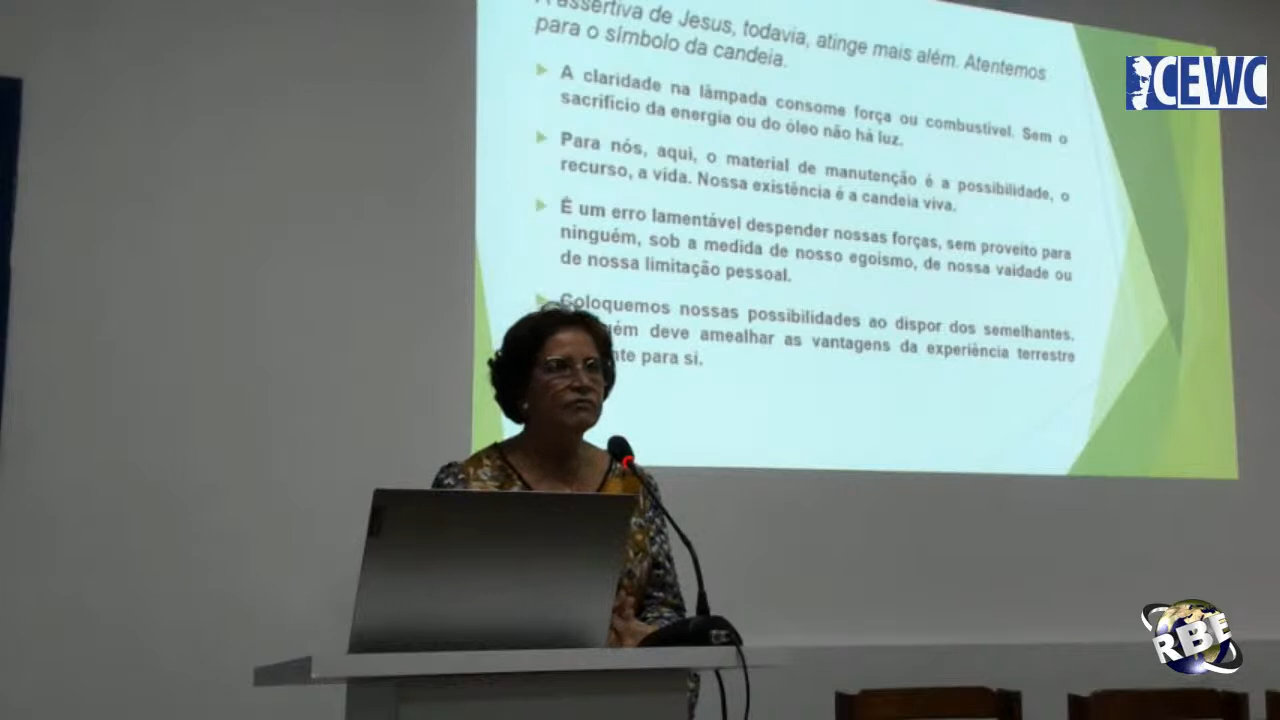 assertiva de Jesus, todavia, atinge mais além. Atentemos
para o símbolo da candeia.
A claridade na lâmpada consome força ou combustível. Sem o
sacrifício da energia ou do óleo não há luz.
Para nós, aqui, o material de manutenção é a possibilidade, o
recurso, a vida. Nossa existência é a candeia viva.
É um erro lamentável despender nossas forças, sem proveito para
ninguém, sob a medida de nosso egoísmo, de nossa vaidade ou
de nossa limitação pessoal.
Coloquemos nossas possibilidades ao dispor dos semelhantes.
deve amealhar as vantagens da experiência terrestre
para si.
CEWC
RBE